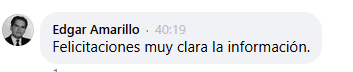 Edgar Amarillo · 40:19
Felicitaciones muy clara la información.